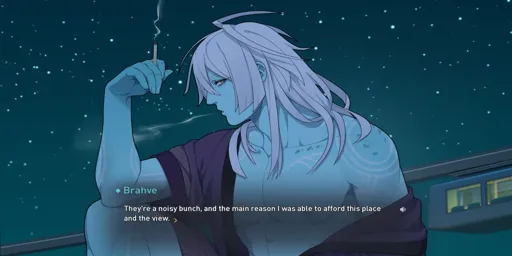 Brahve
They're a noisy bunch, and the main reason I was able to afford this place
and the view.